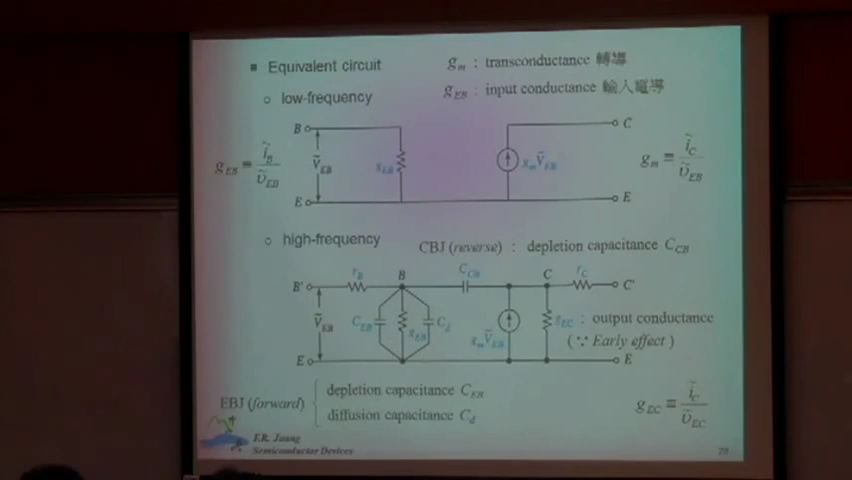 ▪ Equivalent circuit
g_m : transconductance 轉導
○ low-frequency
g_EB : input conductance 輸入電導
B
C
g_EB ≡ ĩ_B / ṽ_EB
Ṽ_EB
g_EB
g_m Ṽ_EB
g_m ≡ ĩ_C / ṽ_EB
E
E
○ high-frequency
CBJ (reverse) : depletion capacitance C_CB
r_B
B
C_CB
C
r_C
B'
C'
Ṽ_EB
C_EB
g_EB
C_d
g_m Ṽ_EB
g_EC : output conductance
(∵ Early effect)
E
E
EBJ (forward)
depletion capacitance C_EB
diffusion capacitance C_d
g_EC ≡ ĩ_C / ṽ_EC
F.R. Juang
Semiconductor Devices
20